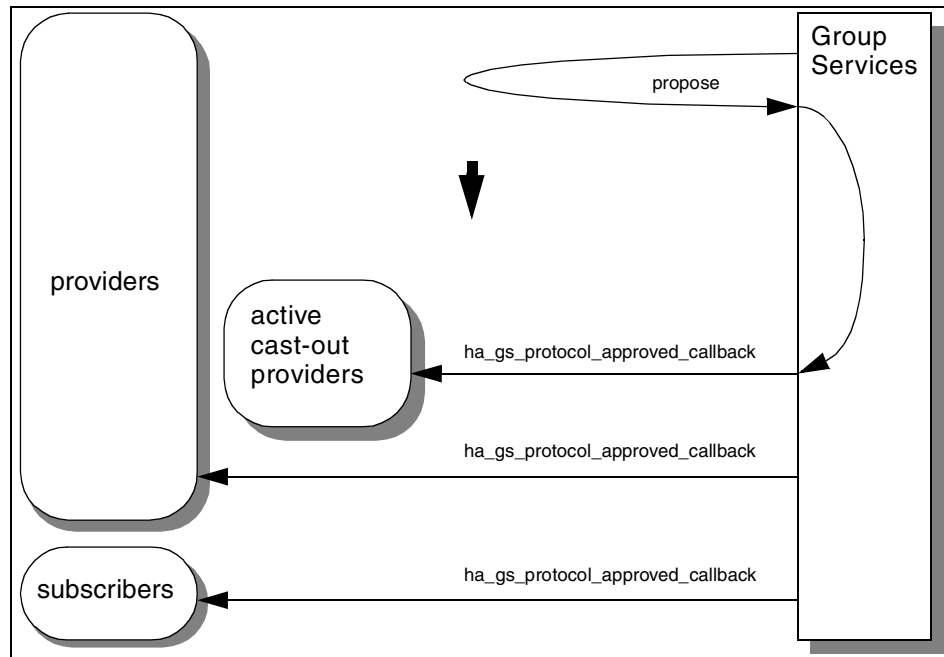 Group
Services
propose
providers
active
cast-out
providers
ha_gs_protocol_approved_callback
ha_gs_protocol_approved_callback
subscribers
ha_gs_protocol_approved_callback